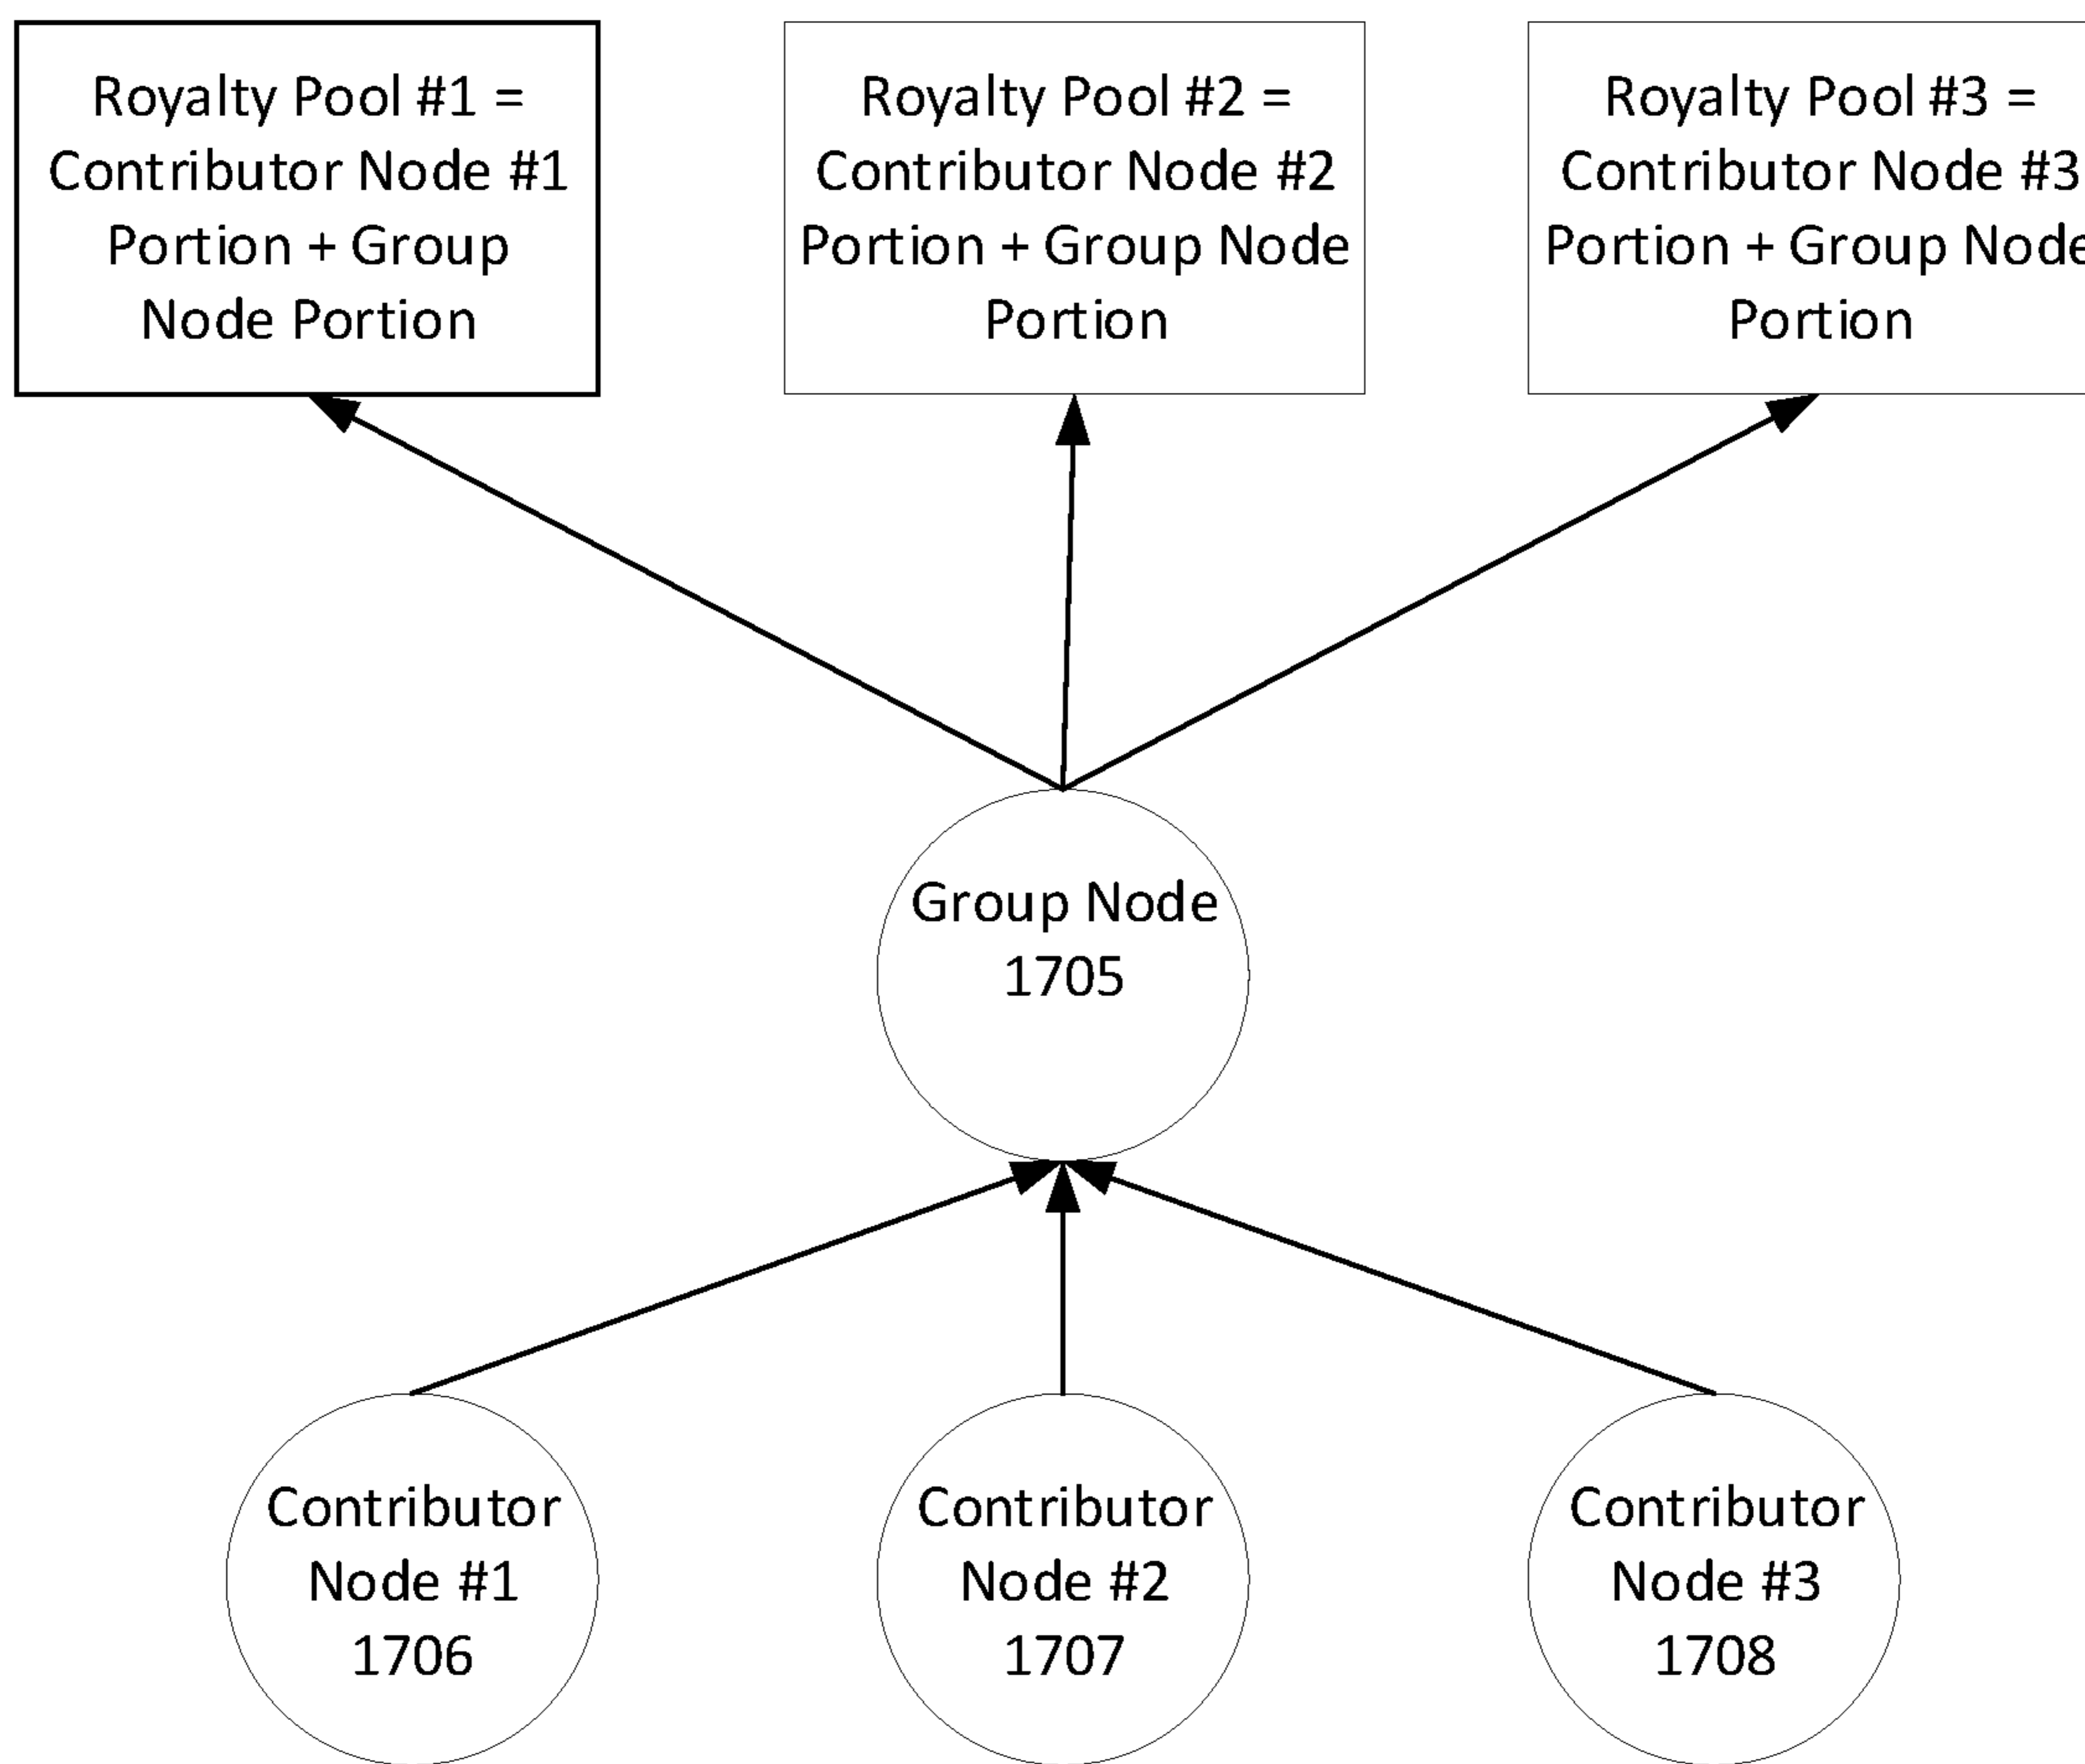 Royalty Pool #1 =
Contributor Node #1
Portion + Group
Node Portion
Royalty Pool #2 =
Contributor Node #2
Portion + Group Node
Portion
Royalty Pool #3 =
Contributor Node #3
Portion + Group Node
Portion
Group Node
1705
Contributor
Node #1
1706
Contributor
Node #2
1707
Contributor
Node #3
1708